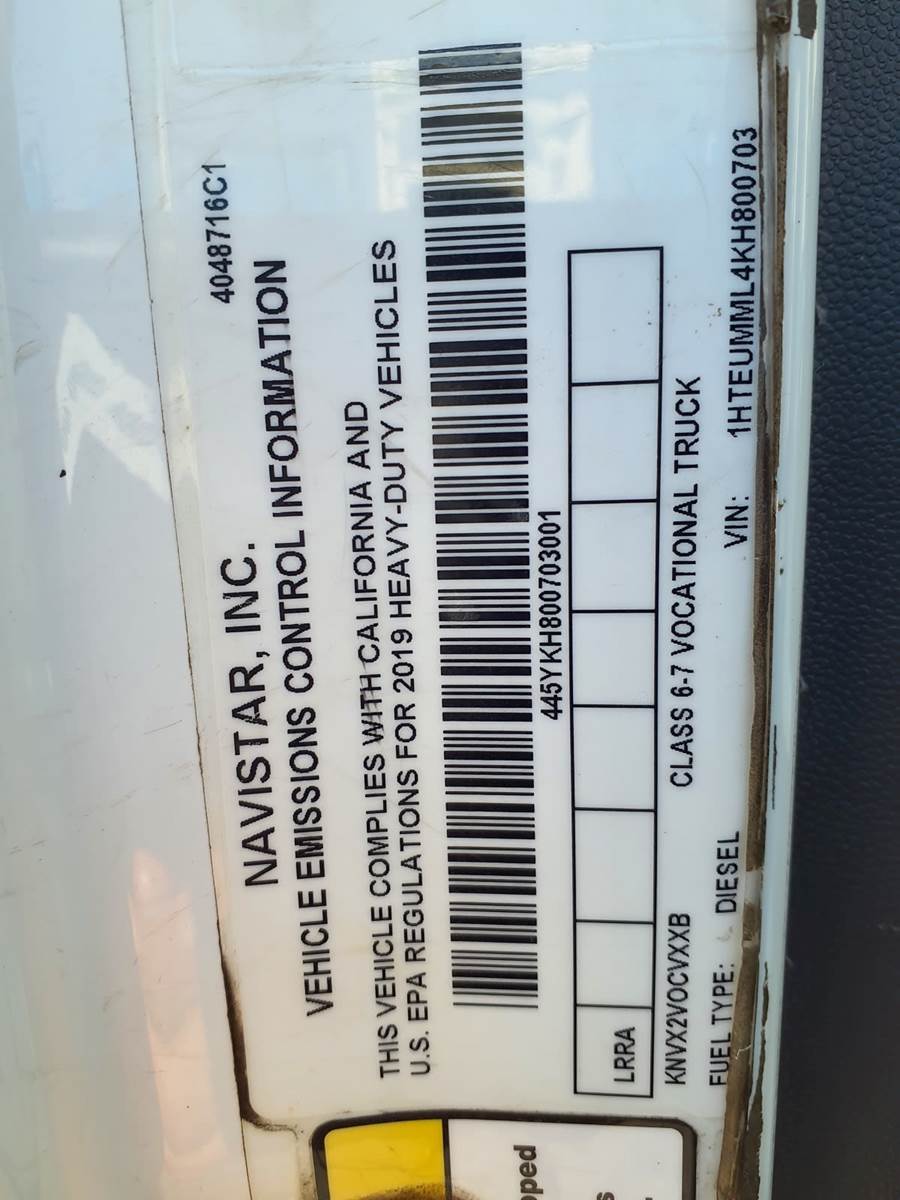 4048716C1
NAVISTAR, INC.
VEHICLE EMISSIONS CONTROL INFORMATION
THIS VEHICLE COMPLIES WITH CALIFORNIA AND
U.S. EPA REGULATIONS FOR 2019 HEAVY-DUTY VEHICLES
445YKH800703001
LRRA
KNVX2VOCVXXB CLASS 6-7 VOCATIONAL TRUCK
FUEL TYPE: DIESEL VIN: 1HTEUMML4KH800703